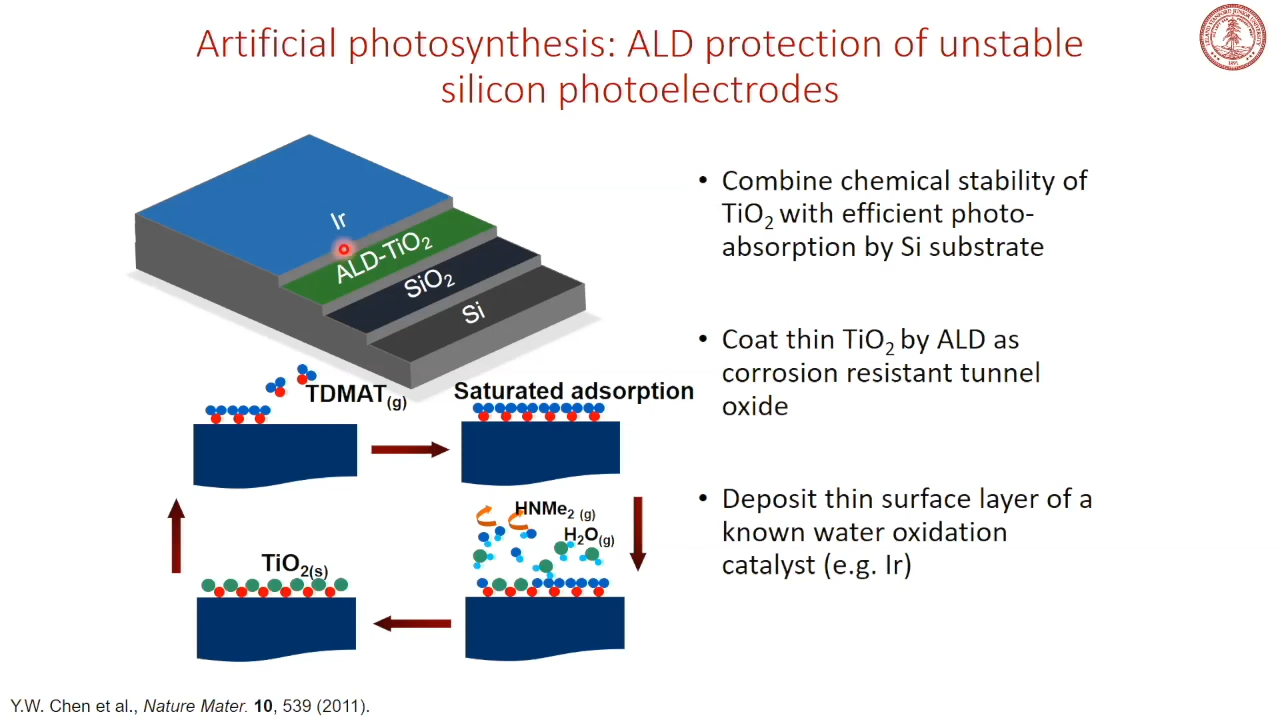 Artificial photosynthesis: ALD protection of unstable
silicon photoelectrodes
Ir
ALD-TiO₂
SiO₂
Si
TDMAT(g)
Saturated adsorption
HNMe₂ (g)
H₂O(g)
TiO₂(s)
• Combine chemical stability of
TiO₂ with efficient photo-
absorption by Si substrate
• Coat thin TiO₂ by ALD as
corrosion resistant tunnel
oxide
• Deposit thin surface layer of a
known water oxidation
catalyst (e.g. Ir)
Y.W. Chen et al., Nature Mater. 10, 539 (2011).